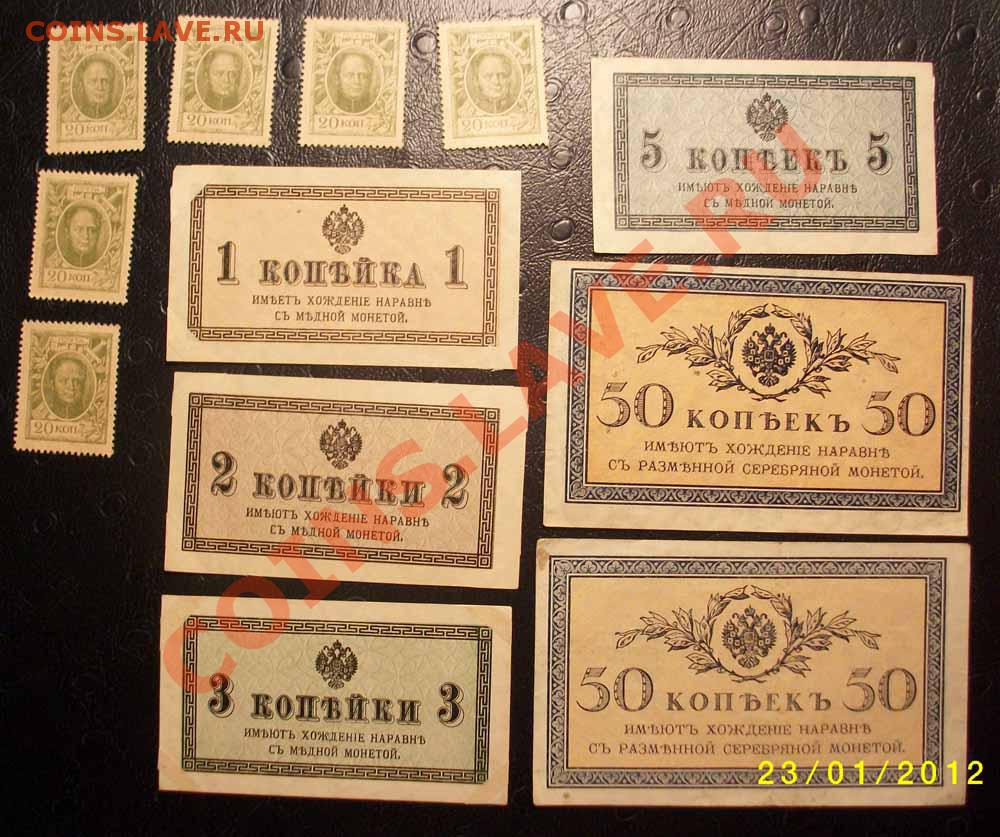 COINS.LAVE.RU
20 КОП.
20 КОП.
20 КОП.
20 КОП.
20 КОП.
20 КОП.
5 КОПѢЕКЪ 5
ИМѢЮТЪ ХОЖДЕНІЕ НАРАВНѢ
СЪ МѢДНОЙ МОНЕТОЙ.
1 КОПѢЙКА 1
ИМѢЕТЪ ХОЖДЕНІЕ НАРАВНѢ
СЪ МѢДНОЙ МОНЕТОЙ.
50 КОПѢЕКЪ 50
ИМѢЮТЪ ХОЖДЕНІЕ НАРАВНѢ
СЪ РАЗМѢННОЙ СЕРЕБРЯНОЙ МОНЕТОЙ.
2 КОПѢЙКИ 2
ИМѢЮТЪ ХОЖДЕНІЕ НАРАВНѢ
СЪ МѢДНОЙ МОНЕТОЙ.
50 КОПѢЕКЪ 50
ИМѢЮТЪ ХОЖДЕНІЕ НАРАВНѢ
СЪ РАЗМѢННОЙ СЕРЕБРЯНОЙ МОНЕТОЙ.
3 КОПѢЙКИ 3
ИМѢЮТЪ ХОЖДЕНІЕ НАРАВНѢ
СЪ МѢДНОЙ МОНЕТОЙ.
COINS.LAVE.RU
23/01/2012